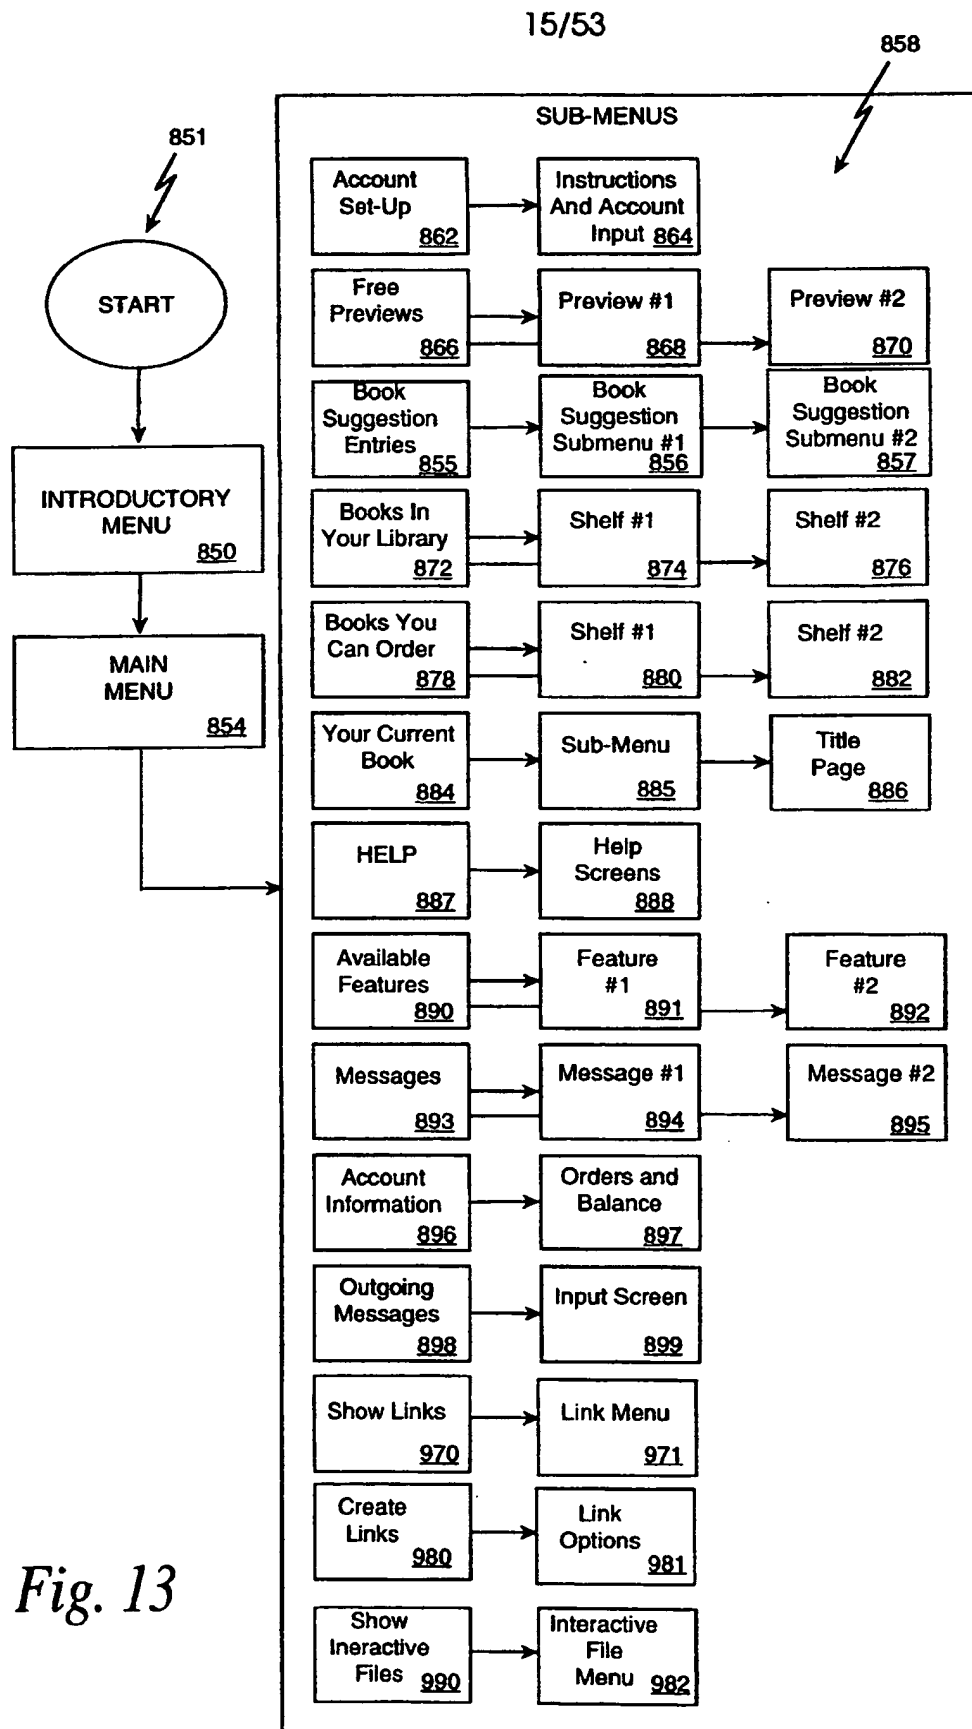 15/53
858
851
SUB-MENUS
START
INTRODUCTORY
MENU
850
MAIN
MENU
854
Account
Set-Up
862
Instructions
And Account
Input 864
Free
Previews
866
Preview #1
868
Preview #2
870
Book
Suggestion
Entries
855
Book
Suggestion
Submenu #1
856
Book
Suggestion
Submenu #2
857
Books In
Your Library
872
Shelf #1
874
Shelf #2
876
Books You
Can Order
878
Shelf #1
880
Shelf #2
882
Your Current
Book
884
Sub-Menu
885
Title
Page
886
HELP
887
Help
Screens
888
Available
Features
890
Feature
#1
891
Feature
#2
892
Messages
893
Message #1
894
Message #2
895
Account
Information
896
Orders and
Balance
897
Outgoing
Messages
898
Input Screen
899
Show Links
970
Link Menu
971
Create
Links
980
Link
Options
981
Show
Ineractive
Files
990
Interactive
File
Menu
982
Fig. 13